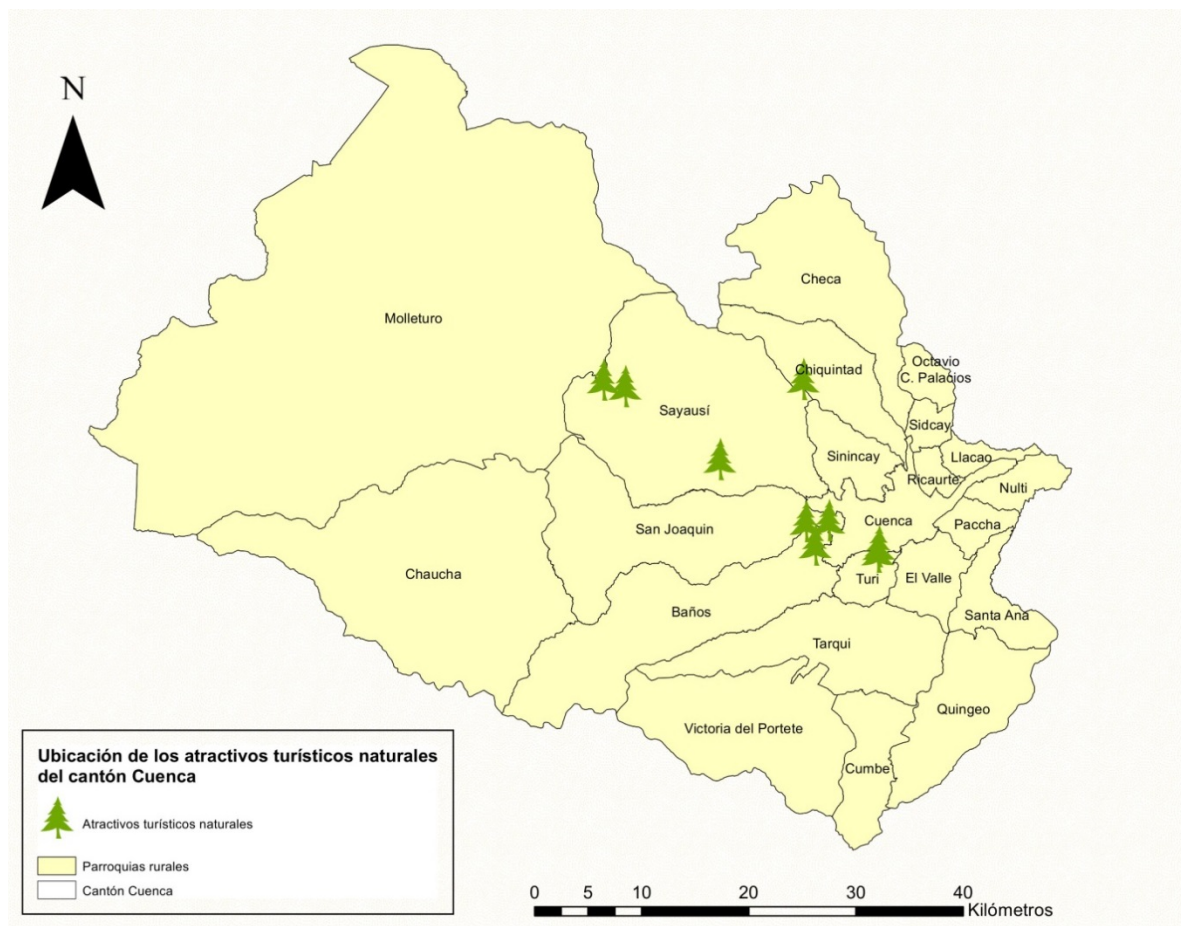 N
Checa
Molleturo
Octavio
C. Palacios
Chiquintad
Sayausí
Sidcay
Sinincay
Llacao
Ricaurte
Nulti
Cuenca
Paccha
San Joaquin
Chaucha
Turi
El Valle
Baños
Santa Ana
Tarqui
Quingeo
Victoria del Portete
Cumbe
Ubicación de los atractivos turísticos naturales
del cantón Cuenca
Atractivos turísticos naturales
Parroquias rurales
Cantón Cuenca
0 5 10 20 30 40
Kilómetros